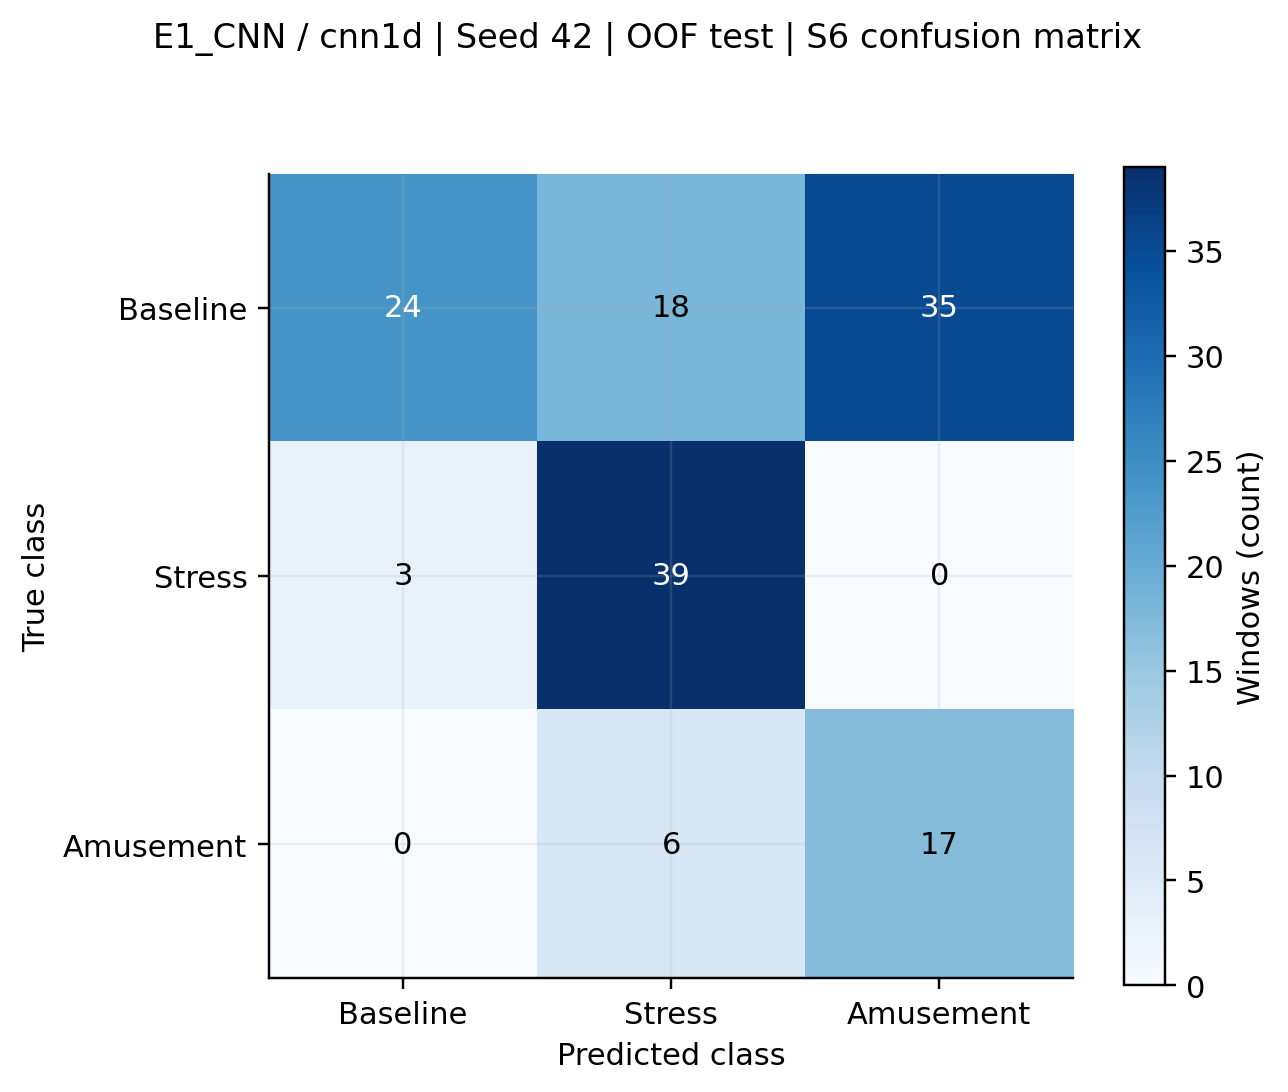 E1_CNN / cnn1d | Seed 42 | OOF test | S6 confusion matrix
Baseline
24
18
35
Stress
3
39
0
Amusement
0
6
17
Baseline
Stress
Amusement
Predicted class
True class
35
30
25
20
15
10
5
0
Windows (count)